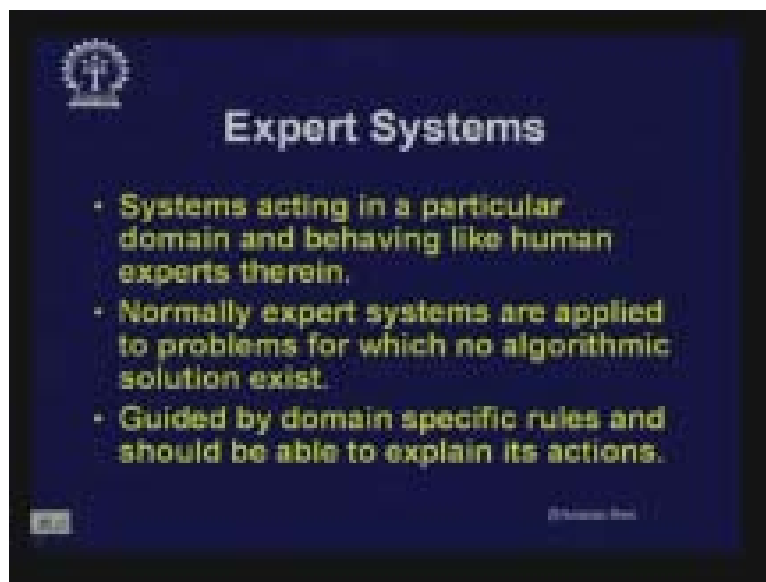 Expert Systems
• Systems acting in a particular
domain and behaving like human
experts therein.
• Normally expert systems are applied
to problems for which no algorithmic
solution exist.
• Guided by domain specific rules and
should be able to explain its actions.